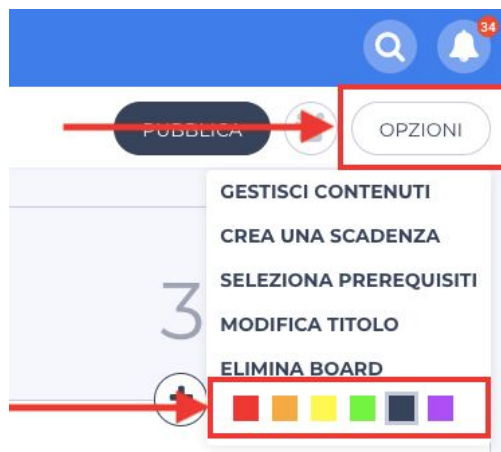 34
PUBBLICA
OPZIONI
GESTISCI CONTENUTI
CREA UNA SCADENZA
SELEZIONA PREREQUISITI
3
MODIFICA TITOLO
ELIMINA BOARD